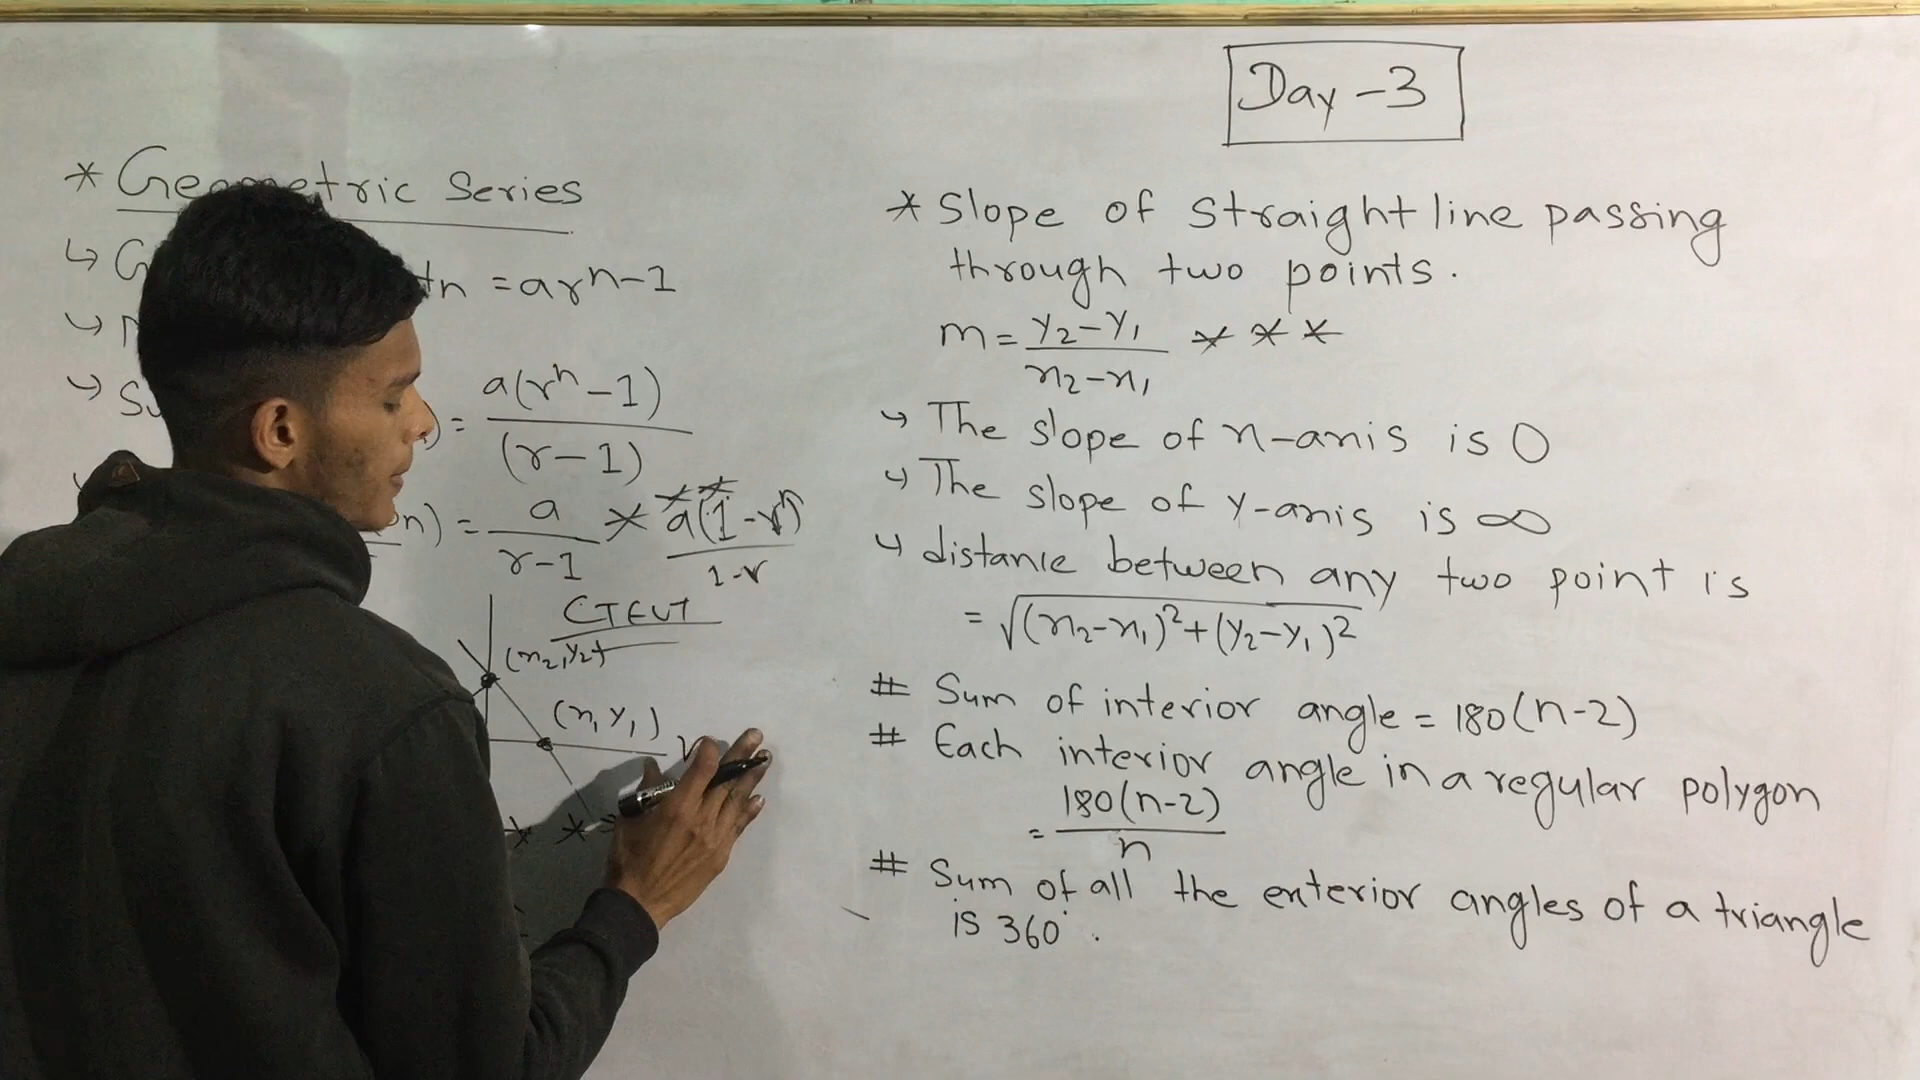 Day-3
* Geometric Series
tn = ar^n-1
= a(r^n-1)
(r-1)
n) = a * ** a(1-r^n)
r-1 1-r
CTEVT
(x2,y2)
(x1 y1)
* Slope of straight line passing
through two points.
m = y2-y1 * * *
x2-x1
↳ The slope of x-axis is 0
↳ The slope of y-axis is ∞
↳ distance between any two point is
= √(x2-x1)²+(y2-y1)²
# Sum of interior angle = 180(n-2)
# Each interior angle in a regular polygon
= 180(n-2)
n
# Sum of all the exterior angles of a triangle
is 360°.